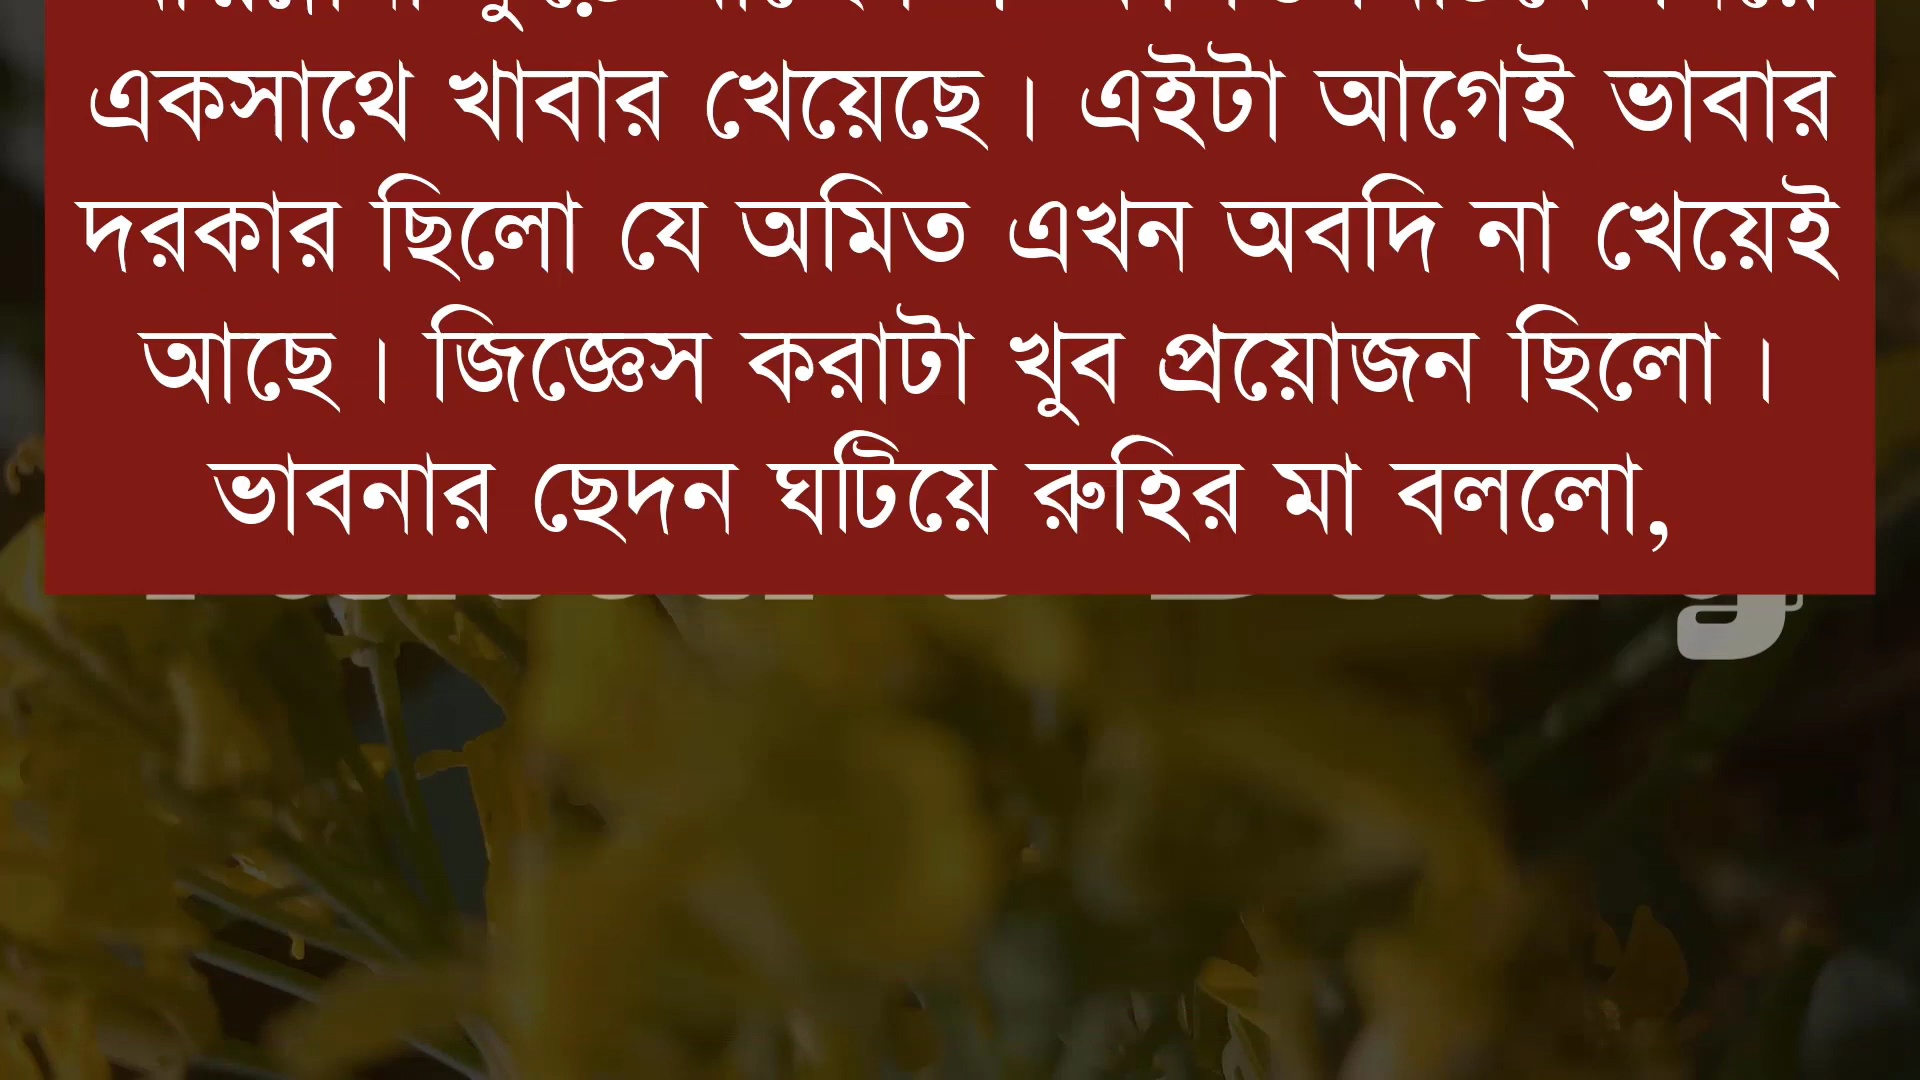 একসাথে খাবার খেয়েছে। এইটা আগেই ভাবার
দরকার ছিলো যে অমিত এখন অবদি না খেয়েই
আছে। জিজ্ঞেস করাটা খুব প্রয়োজন ছিলো।
ভাবনার ছেদন ঘটিয়ে রুহির মা বললো,